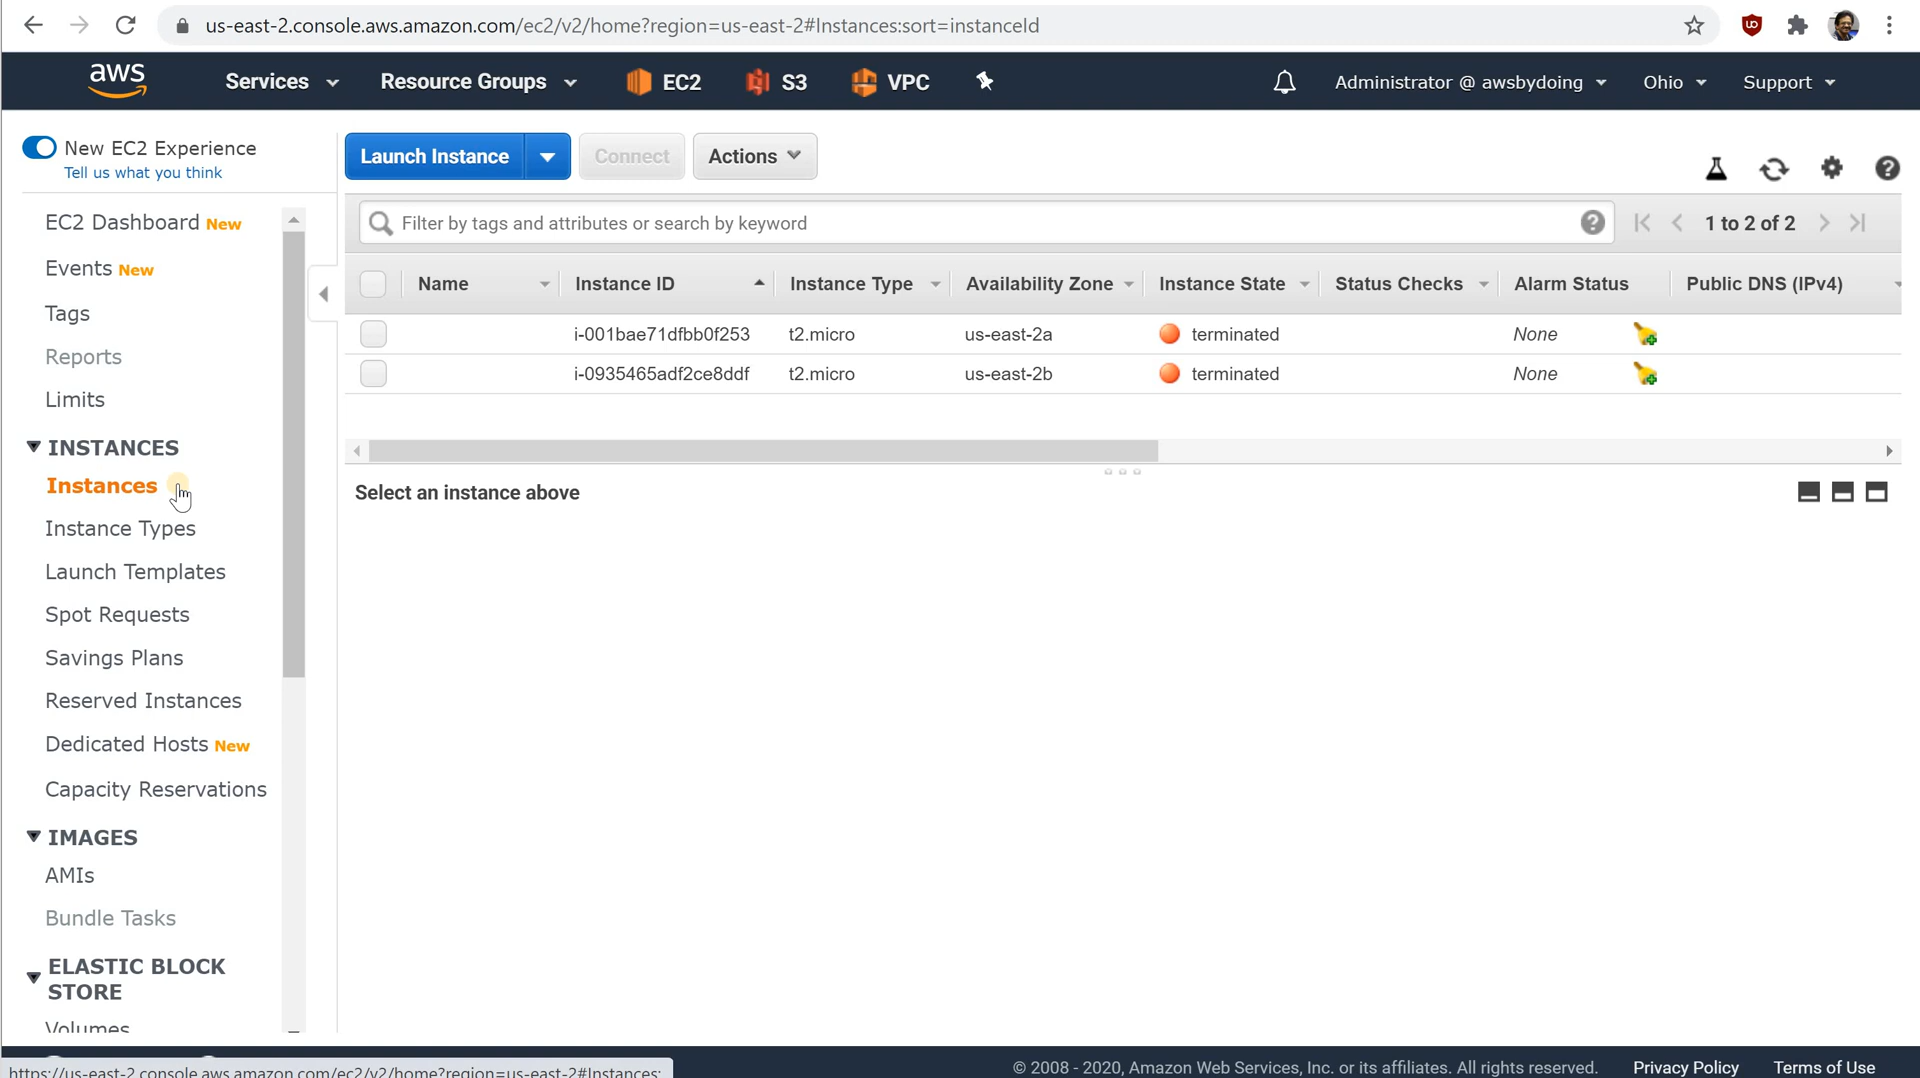 us-east-2.console.aws.amazon.com/ec2/v2/home?region=us-east-2#Instances:sort=instanceId
aws Services Resource Groups EC2 S3 VPC Administrator @ awsbydoing Ohio Support
New EC2 Experience
Tell us what you think
Launch Instance Connect Actions
EC2 Dashboard New
Events New
Tags
Reports
Limits
INSTANCES
Instances
Instance Types
Launch Templates
Spot Requests
Savings Plans
Reserved Instances
Dedicated Hosts New
Capacity Reservations
IMAGES
AMIs
Bundle Tasks
ELASTIC BLOCK
STORE
Volumes
Filter by tags and attributes or search by keyword 1 to 2 of 2
Name Instance ID Instance Type Availability Zone Instance State Status Checks Alarm Status Public DNS (IPv4)
i-001bae71dfbb0f253 t2.micro us-east-2a terminated None
i-0935465adf2ce8ddf t2.micro us-east-2b terminated None
Select an instance above
https://us-east-2.console.aws.amazon.com/ec2/v2/home?region=us-east-2#Instances:
© 2008 - 2020, Amazon Web Services, Inc. or its affiliates. All rights reserved. Privacy Policy Terms of Use